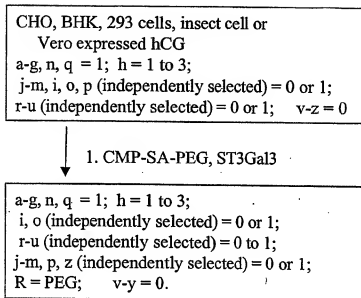 CHO, BHK, 293 cells, insect cell or
Vero expressed hCG
a-g, n, q = 1; h = 1 to 3;
j-m, i, o, p (independently selected) = 0 or 1;
r-u (independently selected) = 0 or 1; v-z = 0
1. CMP-SA-PEG, ST3Gal3
a-g, n, q = 1; h = 1 to 3;
i, o (independently selected) = 0 or 1;
r-u (independently selected) = 0 to 1;
j-m, p, z (independently selected) = 0 or 1;
R = PEG; v-y = 0.